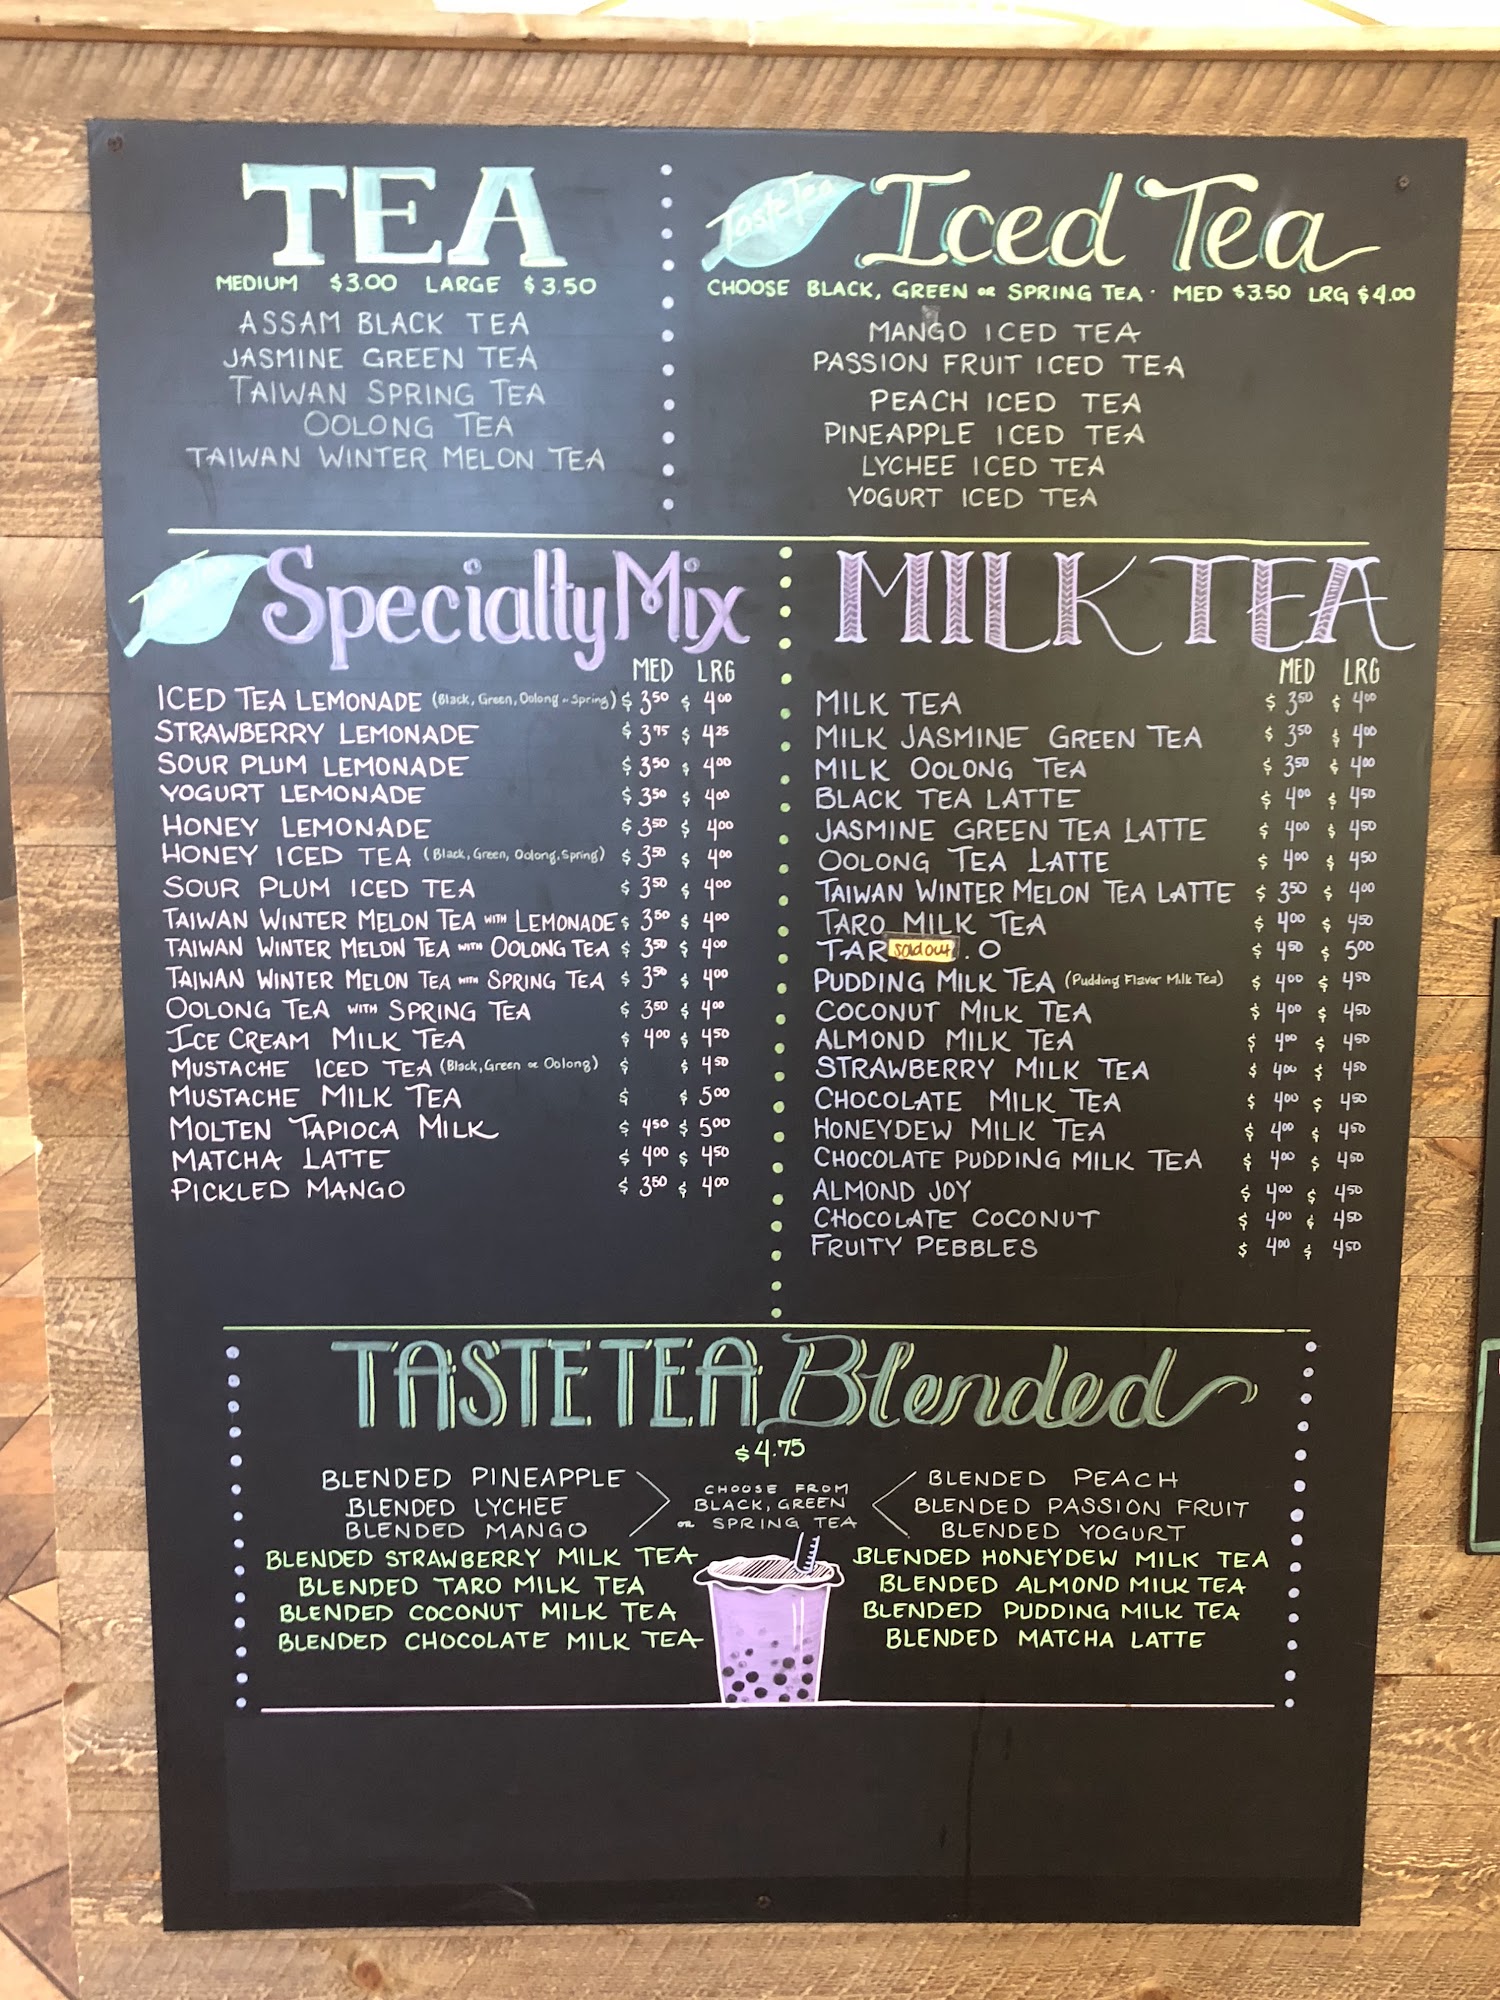 TEA
MEDIUM $3.00 LARGE $3.50
ASSAM BLACK TEA
JASMINE GREEN TEA
TAIWAN SPRING TEA
OOLONG TEA
TAIWAN WINTER MELON TEA
TasteTea
Iced Tea
CHOOSE BLACK, GREEN or SPRING TEA · MED $3.50 LRG $4.00
MANGO ICED TEA
PASSION FRUIT ICED TEA
PEACH ICED TEA
PINEAPPLE ICED TEA
LYCHEE ICED TEA
YOGURT ICED TEA
Specialty Mix
MED LRG
ICED TEA LEMONADE (Black, Green, Oolong or Spring) $ 3.50 $ 4.00
STRAWBERRY LEMONADE $ 3.75 $ 4.25
SOUR PLUM LEMONADE $ 3.50 $ 4.00
YOGURT LEMONADE $ 3.50 $ 4.00
HONEY LEMONADE $ 3.50 $ 4.00
HONEY ICED TEA (Black, Green, Oolong, Spring) $ 3.50 $ 4.00
SOUR PLUM ICED TEA $ 3.50 $ 4.00
TAIWAN WINTER MELON TEA WITH LEMONADE $ 3.50 $ 4.00
TAIWAN WINTER MELON TEA WITH OOLONG TEA $ 3.50 $ 4.00
TAIWAN WINTER MELON TEA WITH SPRING TEA $ 3.50 $ 4.00
OOLONG TEA WITH SPRING TEA $ 3.50 $ 4.00
ICE CREAM MILK TEA $ 4.00 $ 4.50
MUSTACHE ICED TEA (Black, Green or Oolong) $ $ 4.50
MUSTACHE MILK TEA $ $ 5.00
MOLTEN TAPIOCA MILK $ 4.50 $ 5.00
MATCHA LATTE $ 4.00 $ 4.50
PICKLED MANGO $ 3.50 $ 4.00
MILK TEA
MED LRG
MILK TEA $ 3.50 $ 4.00
MILK JASMINE GREEN TEA $ 3.50 $ 4.00
MILK OOLONG TEA $ 3.50 $ 4.00
BLACK TEA LATTE $ 4.00 $ 4.50
JASMINE GREEN TEA LATTE $ 4.00 $ 4.50
OOLONG TEA LATTE $ 4.00 $ 4.50
TAIWAN WINTER MELON TEA LATTE $ 3.50 $ 4.00
TARO MILK TEA $ 4.00 $ 4.50
TAR sold out .O $ 4.50 $ 5.00
PUDDING MILK TEA (Pudding Flavor Milk Tea) $ 4.00 $ 4.50
COCONUT MILK TEA $ 4.00 $ 4.50
ALMOND MILK TEA $ 4.00 $ 4.50
STRAWBERRY MILK TEA $ 4.00 $ 4.50
CHOCOLATE MILK TEA $ 4.00 $ 4.50
HONEYDEW MILK TEA $ 4.00 $ 4.50
CHOCOLATE PUDDING MILK TEA $ 4.00 $ 4.50
ALMOND JOY $ 4.00 $ 4.50
CHOCOLATE COCONUT $ 4.00 $ 4.50
FRUITY PEBBLES $ 4.00 $ 4.50
TASTETEA Blended
$4.75
BLENDED PINEAPPLE
BLENDED LYCHEE
BLENDED MANGO
CHOOSE FROM
BLACK, GREEN
or SPRING TEA
BLENDED PEACH
BLENDED PASSION FRUIT
BLENDED YOGURT
BLENDED STRAWBERRY MILK TEA
BLENDED TARO MILK TEA
BLENDED COCONUT MILK TEA
BLENDED CHOCOLATE MILK TEA
BLENDED HONEYDEW MILK TEA
BLENDED ALMOND MILK TEA
BLENDED PUDDING MILK TEA
BLENDED MATCHA LATTE